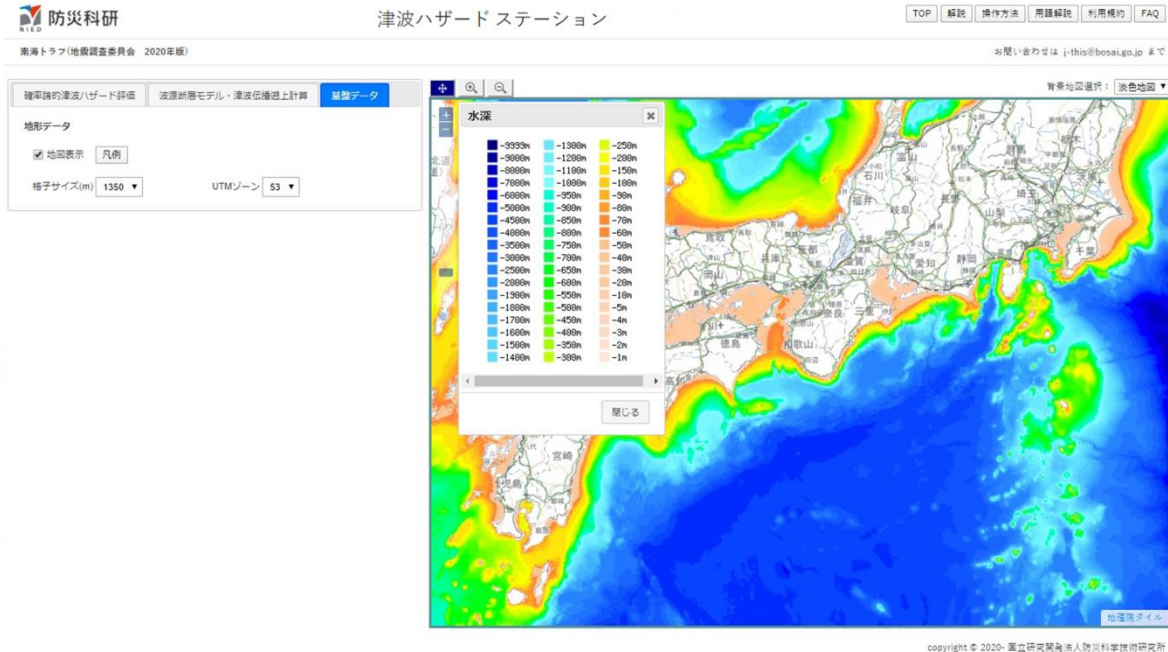 防災科研
NIED
津波ハザードステーション
TOP 解説 操作方法 用語解説 利用規約 FAQ
南海トラフ(地震調査委員会 2020年版)
お問い合わせは j-this@bosai.go.jp まで
確率論的津波ハザード評価 波源断層モデル・津波伝播遡上計算 基盤データ
背景地図選択： 淡色地図
地形データ
地図表示 凡例
格子サイズ(m) 1350 UTMゾーン 53
水深
-9999m -1300m -250m
-9000m -1200m -200m
-8000m -1100m -150m
-7000m -1000m -100m
-6000m -950m -90m
-5000m -900m -80m
-4500m -850m -70m
-4000m -800m -60m
-3500m -750m -50m
-3000m -700m -40m
-2500m -650m -30m
-2000m -600m -20m
-1900m -550m -10m
-1800m -500m -5m
-1700m -450m -4m
-1600m -400m -3m
-1500m -350m -2m
-1400m -300m -1m
閉じる
富山
石川
福井
岐阜
長野
群馬
栃木
茨城
埼玉
山梨
千葉
静岡
愛知
滋賀
京都
兵庫
鳥取
岡山
奈良
三重
和歌山
徳島
高知
宮崎
児島
地理院タイル
copyright © 2020- 国立研究開発法人防災科学技術研究所